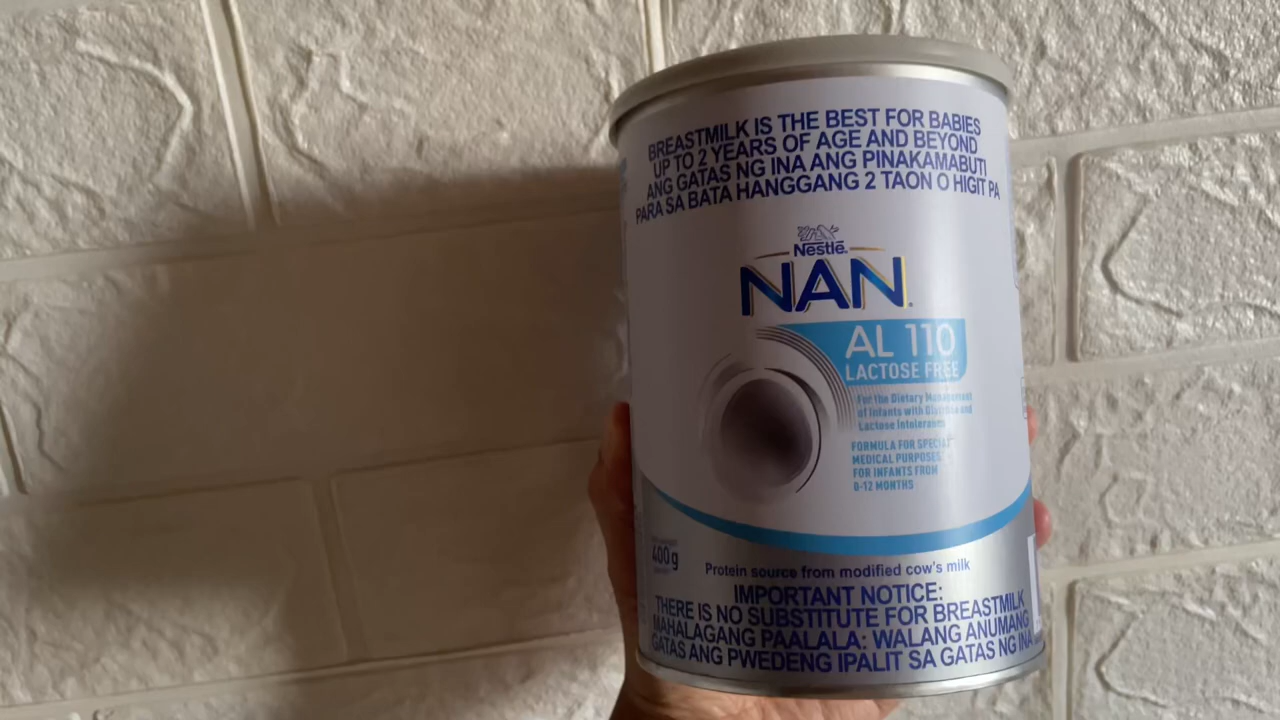 BREASTMILK IS THE BEST FOR BABIES
UP TO 2 YEARS OF AGE AND BEYOND
ANG GATAS NG INA ANG PINAKAMABUTI
PARA SA BATA HANGGANG 2 TAON O HIGIT PA
Nestlé
NAN
AL 110
LACTOSE FREE
For the Dietary Management
of Infants with Diarrhea and
Lactose Intolerance
FORMULA FOR SPECIAL
MEDICAL PURPOSES
FOR INFANTS FROM
0-12 MONTHS
400g
Protein source from modified cow's milk
IMPORTANT NOTICE:
THERE IS NO SUBSTITUTE FOR BREASTMILK
MAHALAGANG PAALALA: WALANG ANUMANG
GATAS ANG PWEDENG IPALIT SA GATAS NG INA